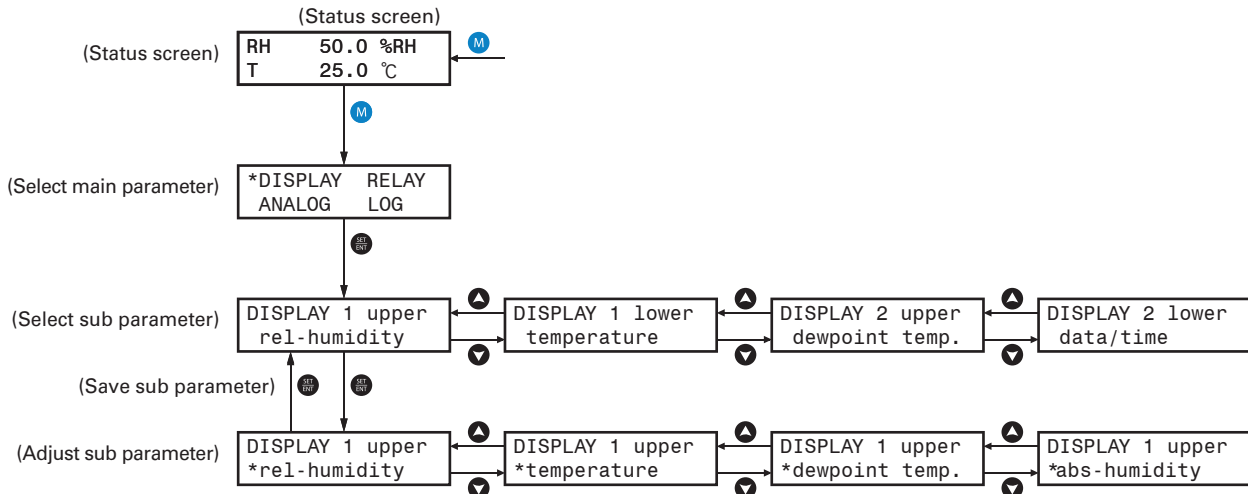 (Status screen)
(Status screen)
RH 50.0 %RH
T 25.0 ℃
M
M
(Select main parameter)
*DISPLAY RELAY
ANALOG LOG
SET
ENT
(Select sub parameter)
DISPLAY 1 upper
rel-humidity
DISPLAY 1 lower
temperature
DISPLAY 2 upper
dewpoint temp.
DISPLAY 2 lower
data/time
(Save sub parameter)
SET
ENT
SET
ENT
(Adjust sub parameter)
DISPLAY 1 upper
*rel-humidity
DISPLAY 1 upper
*temperature
DISPLAY 1 upper
*dewpoint temp.
DISPLAY 1 upper
*abs-humidity